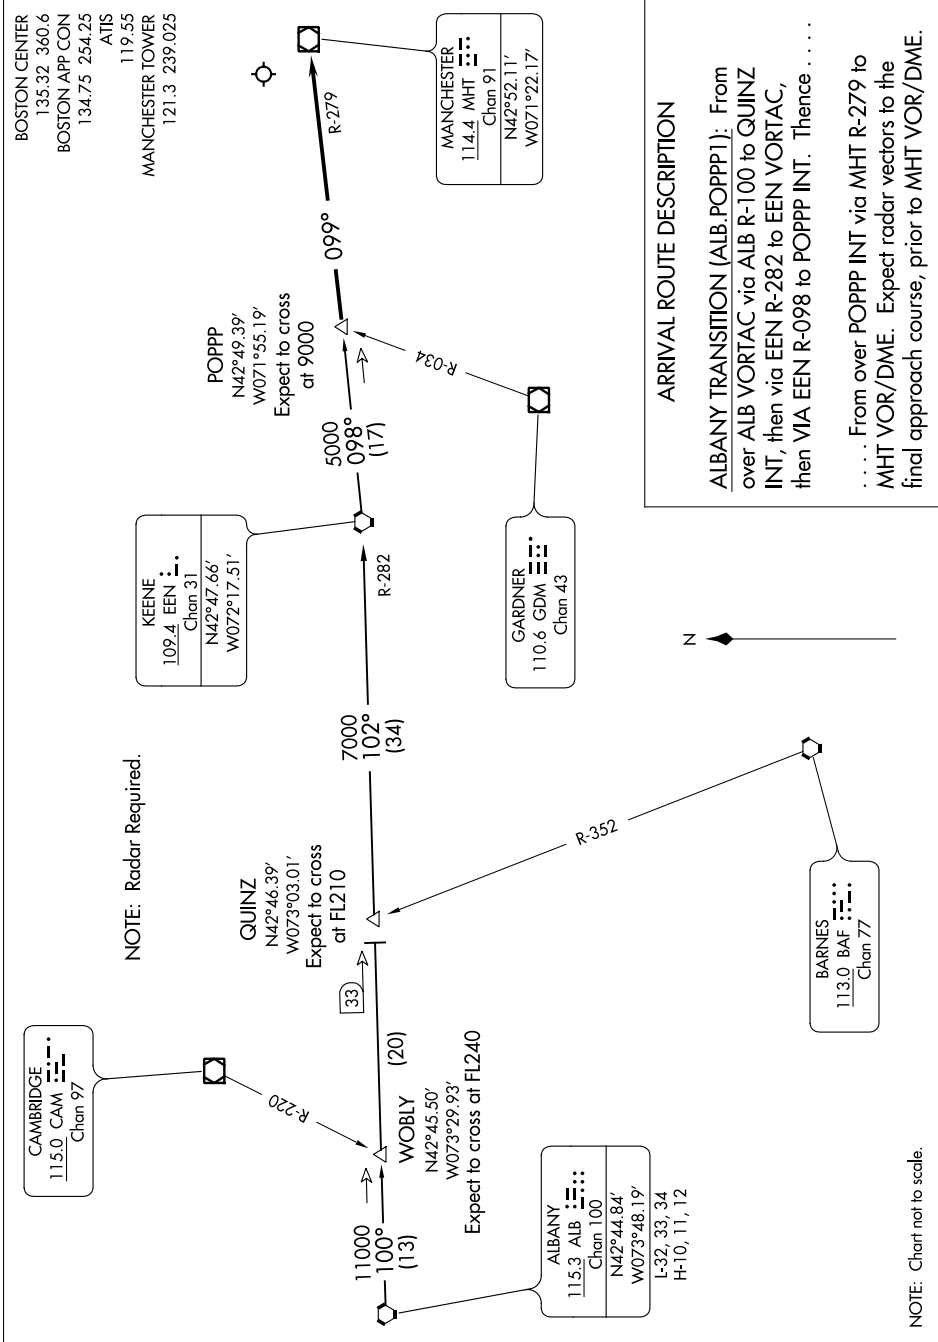 BOSTON CENTER
135.32 360.6
BOSTON APP CON
134.75 254.25
ATIS
119.55
MANCHESTER TOWER
121.3 239.025
CAMBRIDGE
115.0 CAM
Chan 97
NOTE: Radar Required.
KEENE
109.4 EEN
Chan 31
N42°47.66′
W072°17.51′
POPPP
N42°49.39′
W071°55.19′
Expect to cross
at 9000
R-279
MANCHESTER
114.4 MHT
Chan 91
N42°52.11′
W071°22.17′
QUINZ
N42°46.39′
W073°03.01′
Expect to cross
at FL210
R-220
11000
100°
(13)
33
(20)
7000
102°
(34)
R-282
5000
098°
(17)
099°
R-034
WOBLY
N42°45.50′
W073°29.93′
Expect to cross at FL240
ALBANY
115.3 ALB
Chan 100
N42°44.84′
W073°48.19′
L-32, 33, 34
H-10, 11, 12
R-352
GARDNER
110.6 GDM
Chan 43
BARNES
113.0 BAF
Chan 77
N
ARRIVAL ROUTE DESCRIPTION
ALBANY TRANSITION (ALB.POPPP1): From
over ALB VORTAC via ALB R-100 to QUINZ
INT, then via EEN R-282 to EEN VORTAC,
then VIA EEN R-098 to POPPP INT. Thence . . . .
. . . . From over POPPP INT via MHT R-279 to
MHT VOR/DME. Expect radar vectors to the
final approach course, prior to MHT VOR/DME.
NOTE: Chart not to scale.